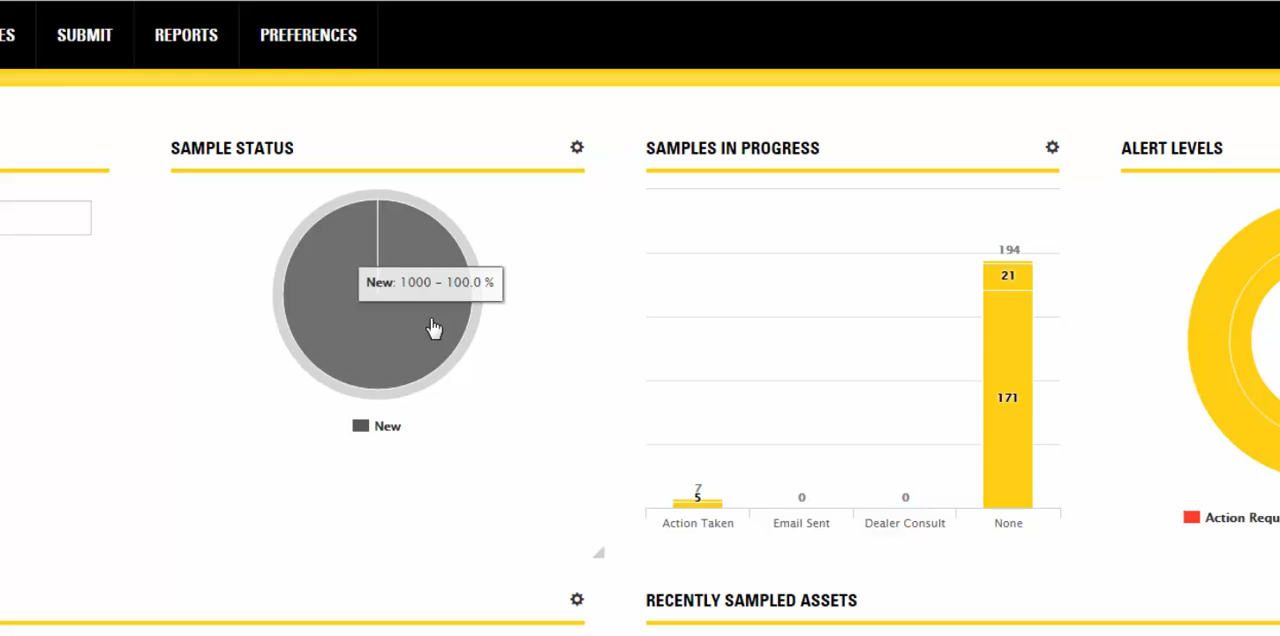 ES SUBMIT REPORTS PREFERENCES
SAMPLE STATUS
New: 1000 – 100.0 %
New
SAMPLES IN PROGRESS
194
21
171
7
5
0
0
Action Taken Email Sent Dealer Consult None
ALERT LEVELS
Action Requ
RECENTLY SAMPLED ASSETS